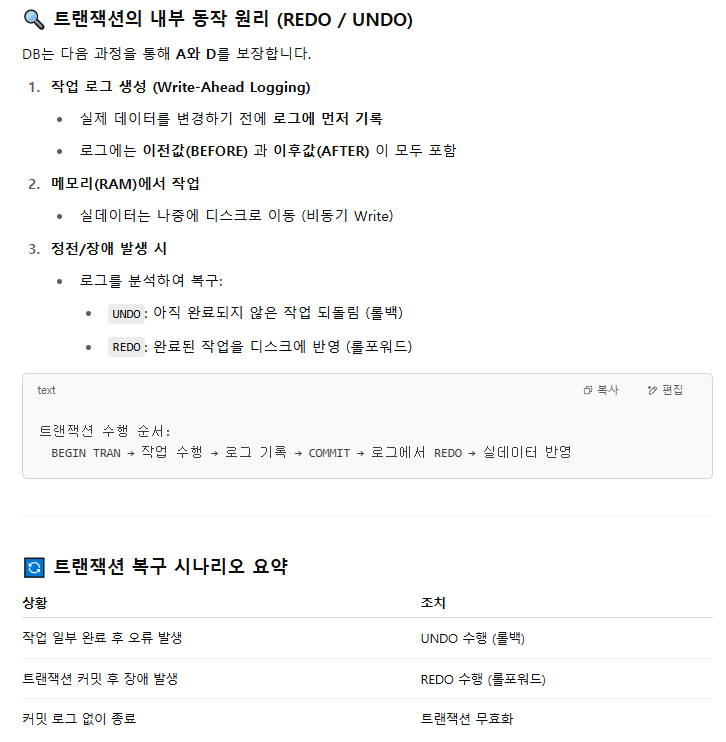 🔍 트랜잭션의 내부 동작 원리 (REDO / UNDO)
DB는 다음 과정을 통해 A와 D를 보장합니다.
1. 작업 로그 생성 (Write-Ahead Logging)
• 실제 데이터를 변경하기 전에 로그에 먼저 기록
• 로그에는 이전값(BEFORE) 과 이후값(AFTER) 이 모두 포함
2. 메모리(RAM)에서 작업
• 실데이터는 나중에 디스크로 이동 (비동기 Write)
3. 정전/장애 발생 시
• 로그를 분석하여 복구:
• UNDO: 아직 완료되지 않은 작업 되돌림 (롤백)
• REDO: 완료된 작업을 디스크에 반영 (롤포워드)
text 복사 편집
트랜잭션 수행 순서:
BEGIN TRAN → 작업 수행 → 로그 기록 → COMMIT → 로그에서 REDO → 실데이터 반영
🔄 트랜잭션 복구 시나리오 요약
상황 조치
작업 일부 완료 후 오류 발생 UNDO 수행 (롤백)
트랜잭션 커밋 후 장애 발생 REDO 수행 (롤포워드)
커밋 로그 없이 종료 트랜잭션 무효화